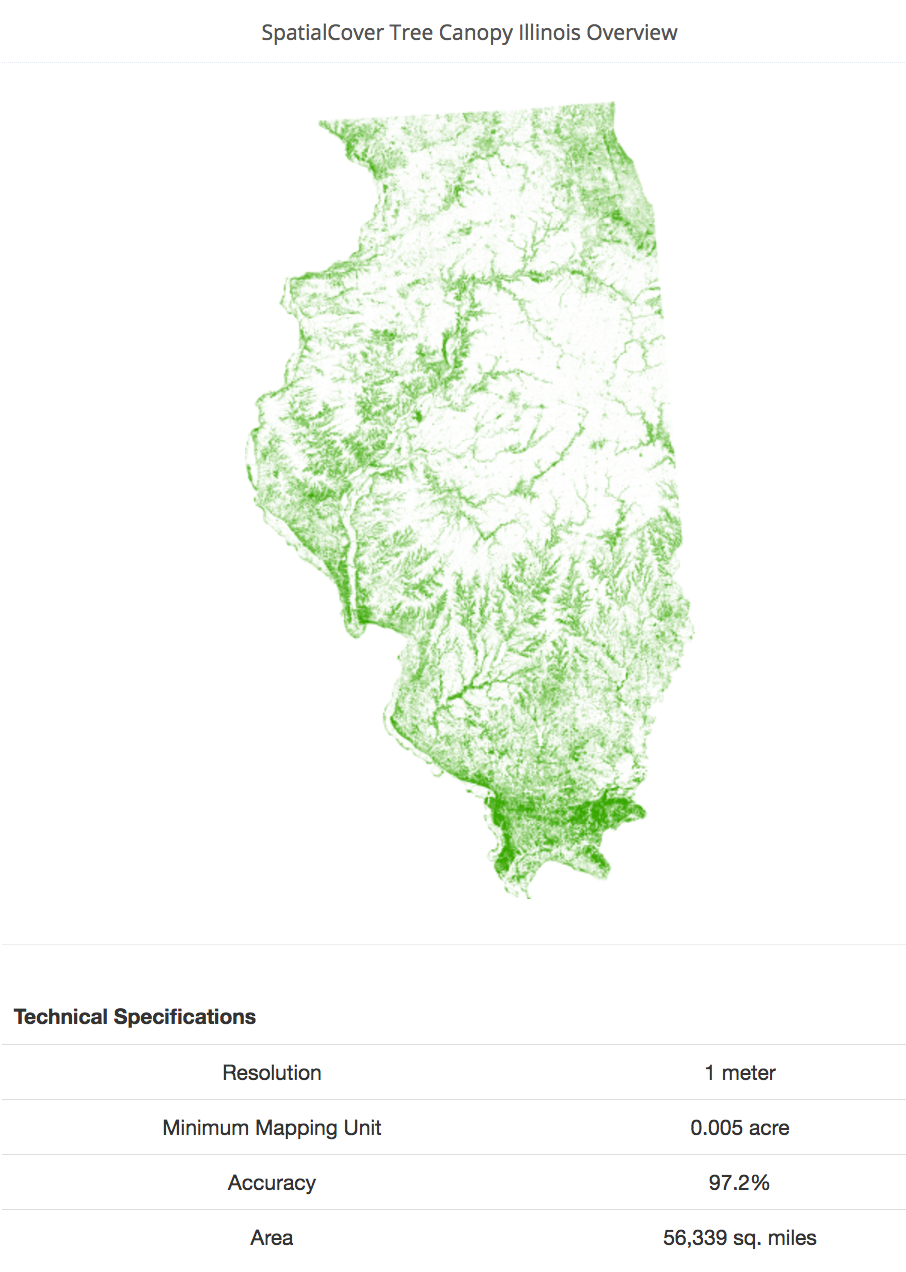 SpatialCover Tree Canopy Illinois Overview
Technical Specifications
Resolution 1 meter
Minimum Mapping Unit 0.005 acre
Accuracy 97.2%
Area 56,339 sq. miles